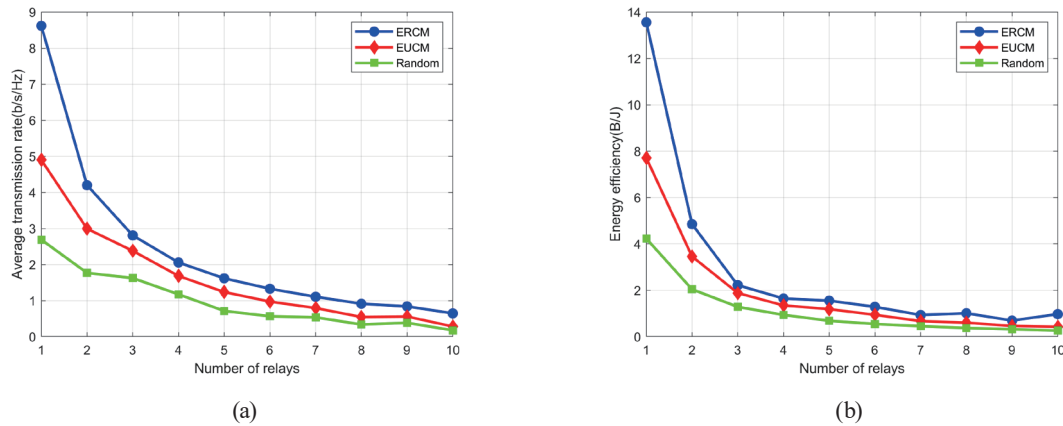 9
8
7
6
5
4
3
2
1
0
Average transmission rate(b/s/Hz)
ERCM
EUCM
Random
1 2 3 4 5 6 7 8 9 10
Number of relays
(a)
14
12
10
8
6
4
2
0
Energy efficiency(B/J)
ERCM
EUCM
Random
1 2 3 4 5 6 7 8 9 10
Number of relays
(b)